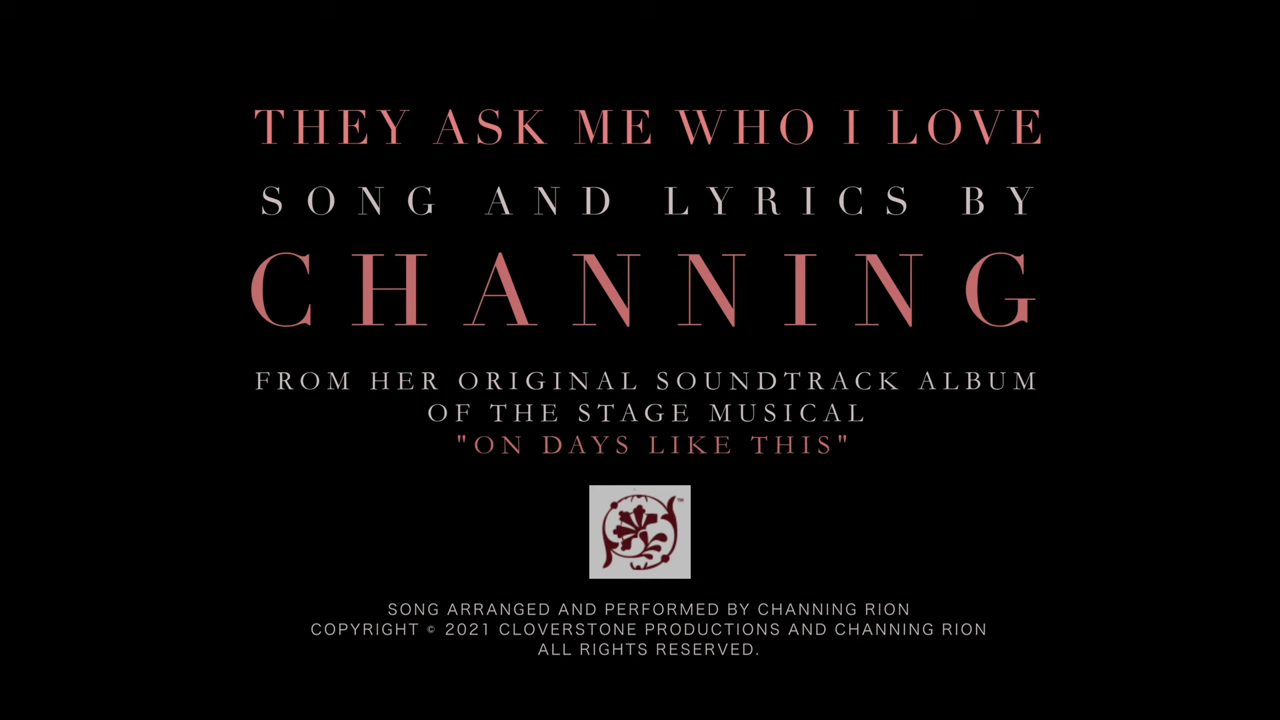 THEY ASK ME WHO I LOVE
SONG AND LYRICS BY
CHANNING
FROM HER ORIGINAL SOUNDTRACK ALBUM
OF THE STAGE MUSICAL
"ON DAYS LIKE THIS"
TM
SONG ARRANGED AND PERFORMED BY CHANNING RION
COPYRIGHT © 2021 CLOVERSTONE PRODUCTIONS AND CHANNING RION
ALL RIGHTS RESERVED.